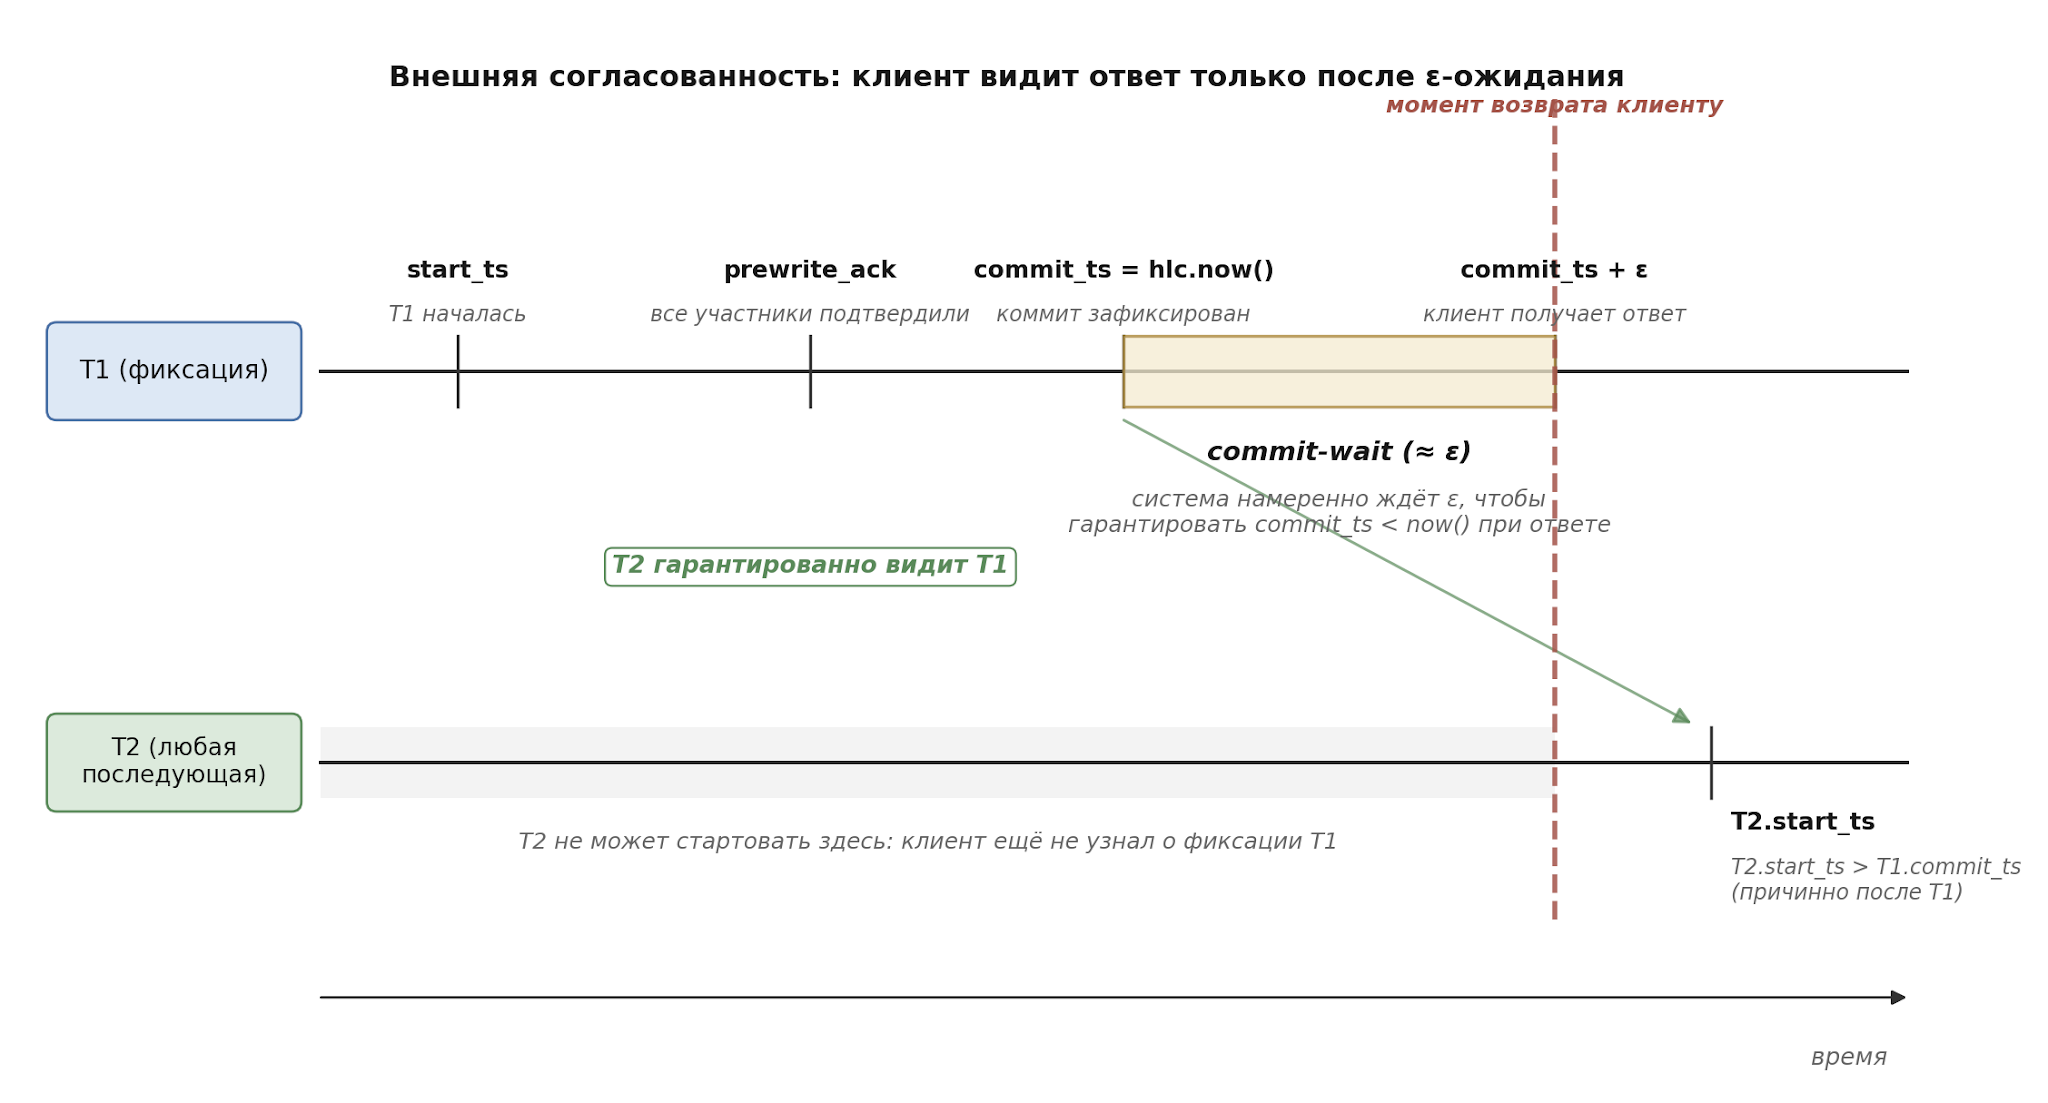 Внешняя согласованность: клиент видит ответ только после ε-ожидания
момент возврата клиенту
start_ts
T1 началась
prewrite_ack
все участники подтвердили
commit_ts = hlc.now()
коммит зафиксирован
commit_ts + ε
клиент получает ответ
T1 (фиксация)
commit-wait (≈ ε)
система намеренно ждёт ε, чтобы
гарантировать commit_ts < now() при ответе
T2 гарантированно видит T1
T2 (любая
последующая)
T2 не может стартовать здесь: клиент ещё не узнал о фиксации T1
T2.start_ts
T2.start_ts > T1.commit_ts
(причинно после T1)
время